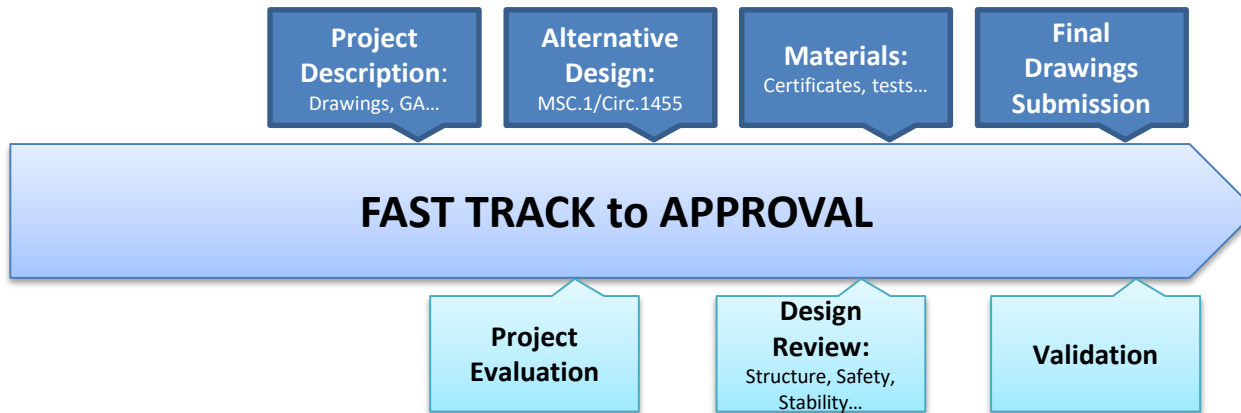 Project
Description:
Drawings, GA…
Alternative
Design:
MSC.1/Circ.1455
Materials:
Certificates, tests…
Final
Drawings
Submission
FAST TRACK to APPROVAL
Project
Evaluation
Design
Review:
Structure, Safety,
Stability…
Validation